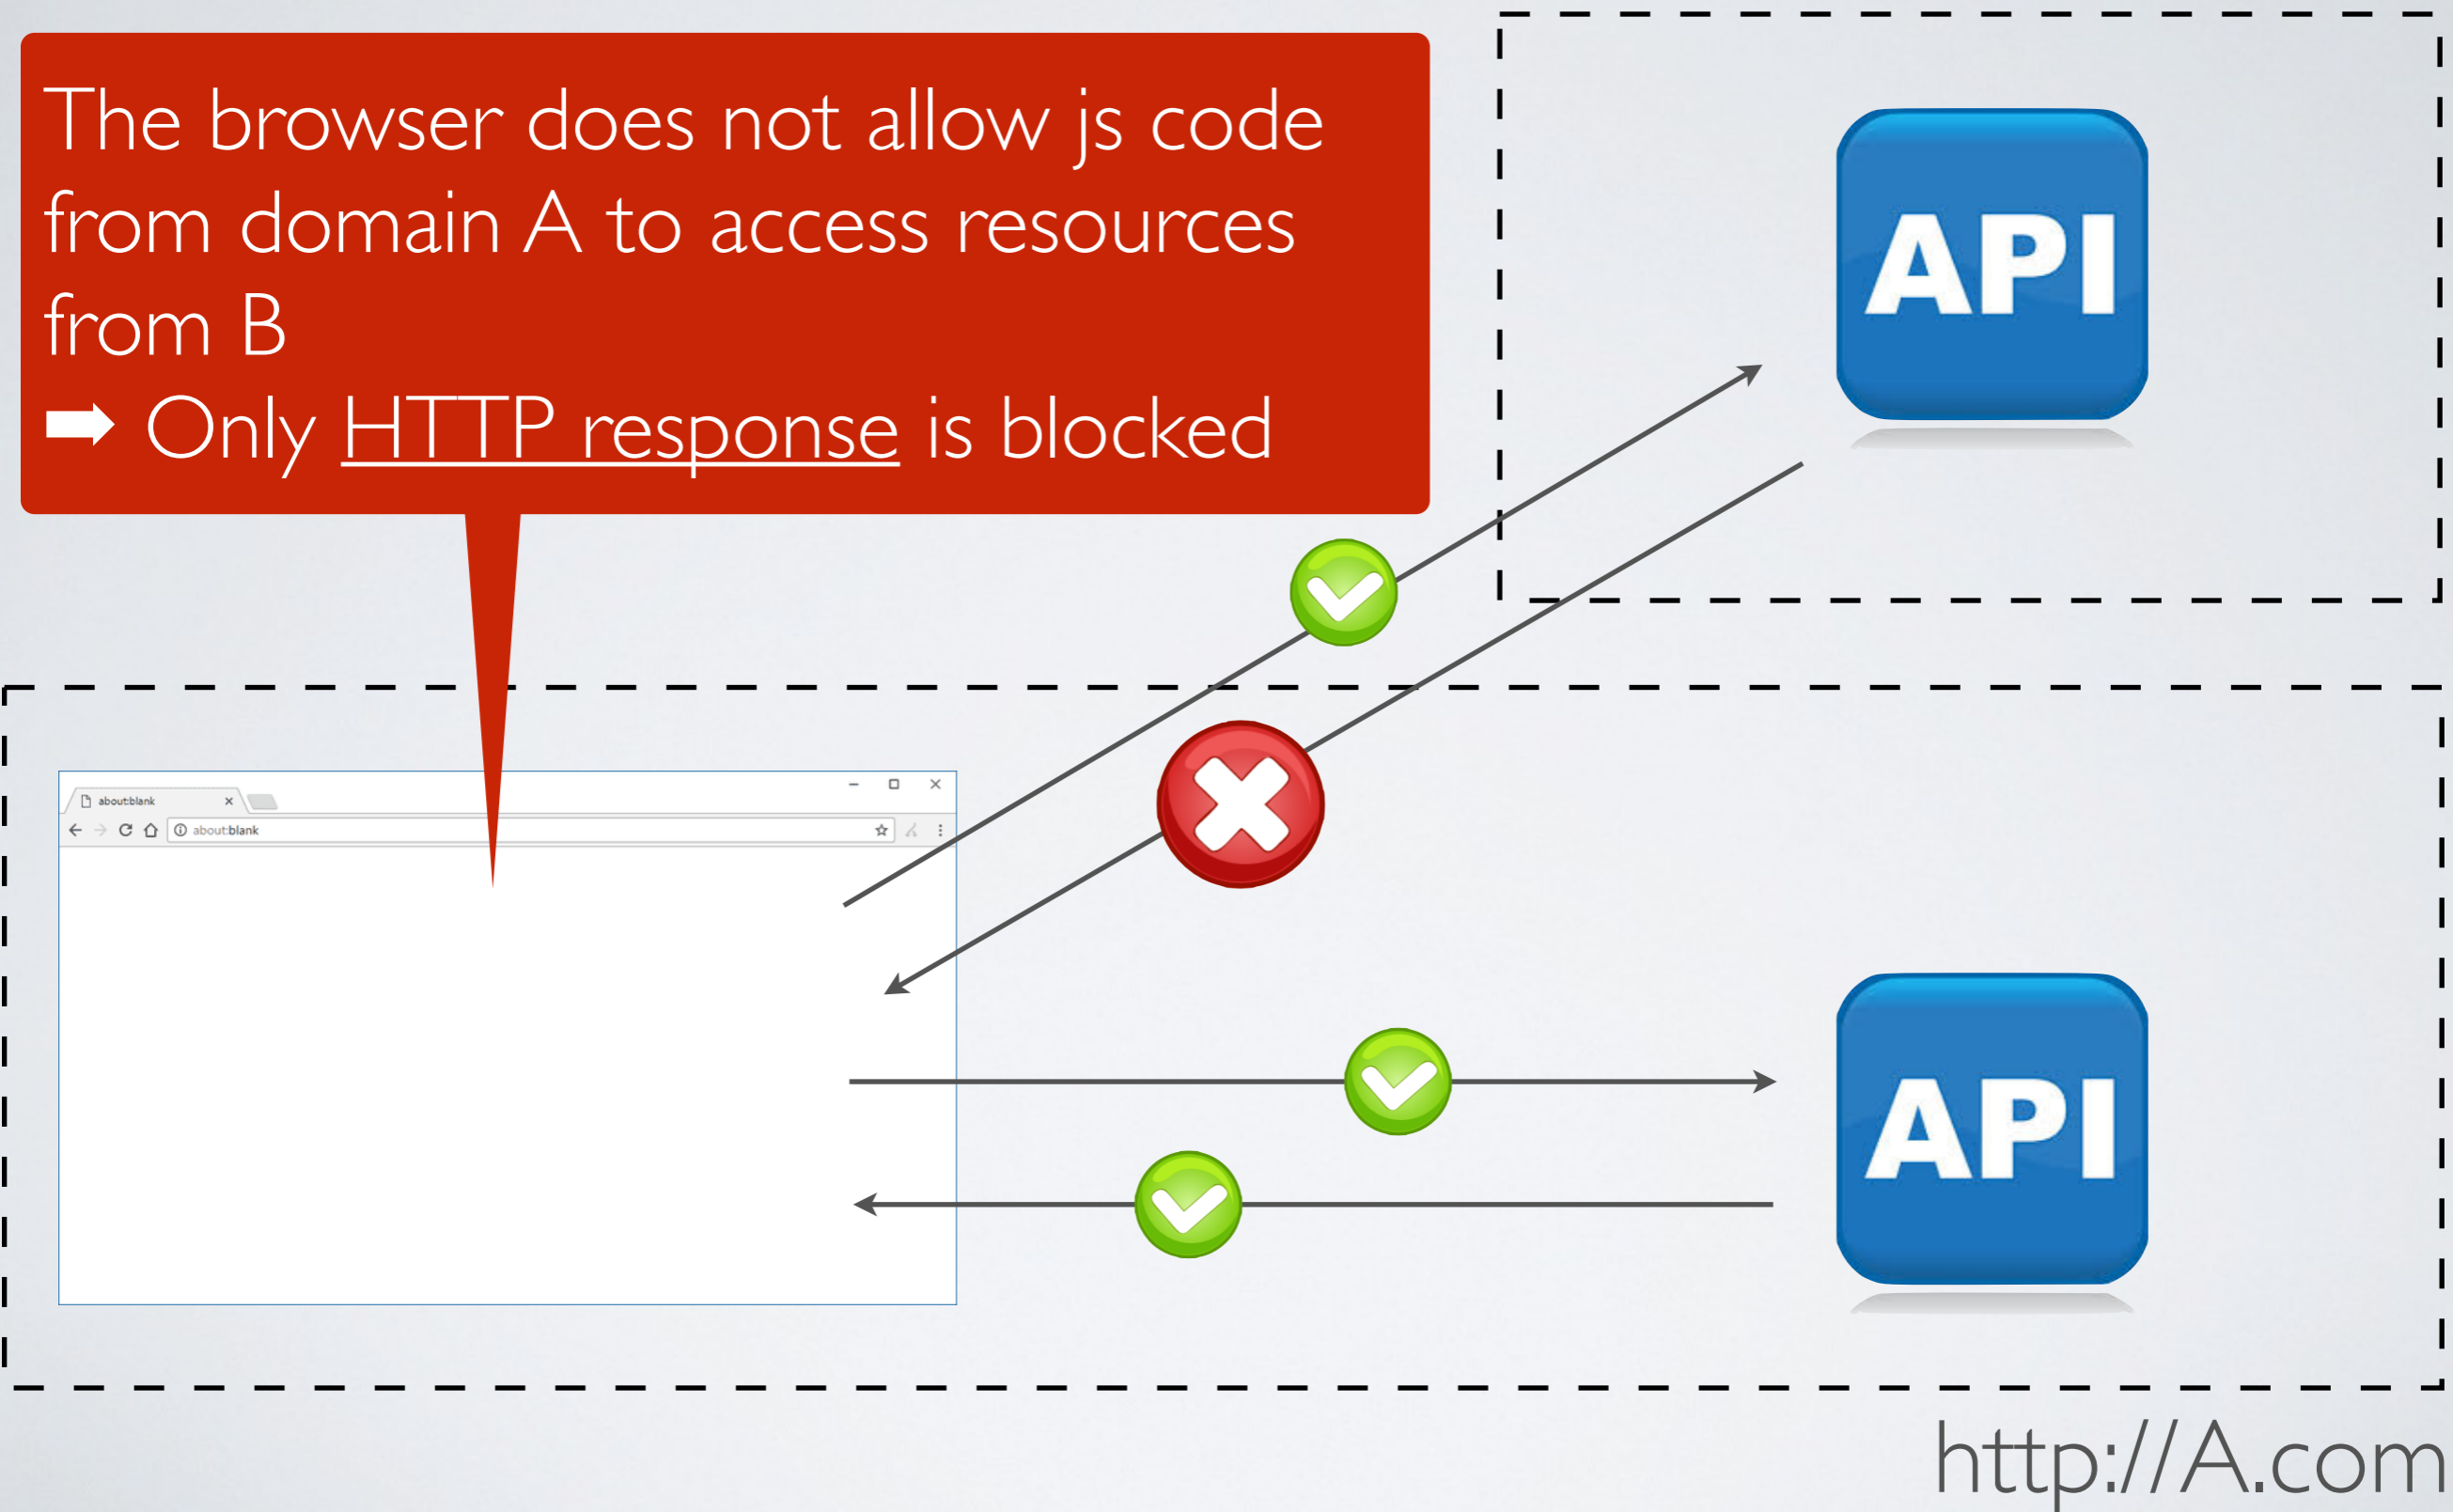 The browser does not allow js code
from domain A to access resources
from B
➡ Only HTTP response is blocked
API
about:blank
about:blank
API
http://A.com